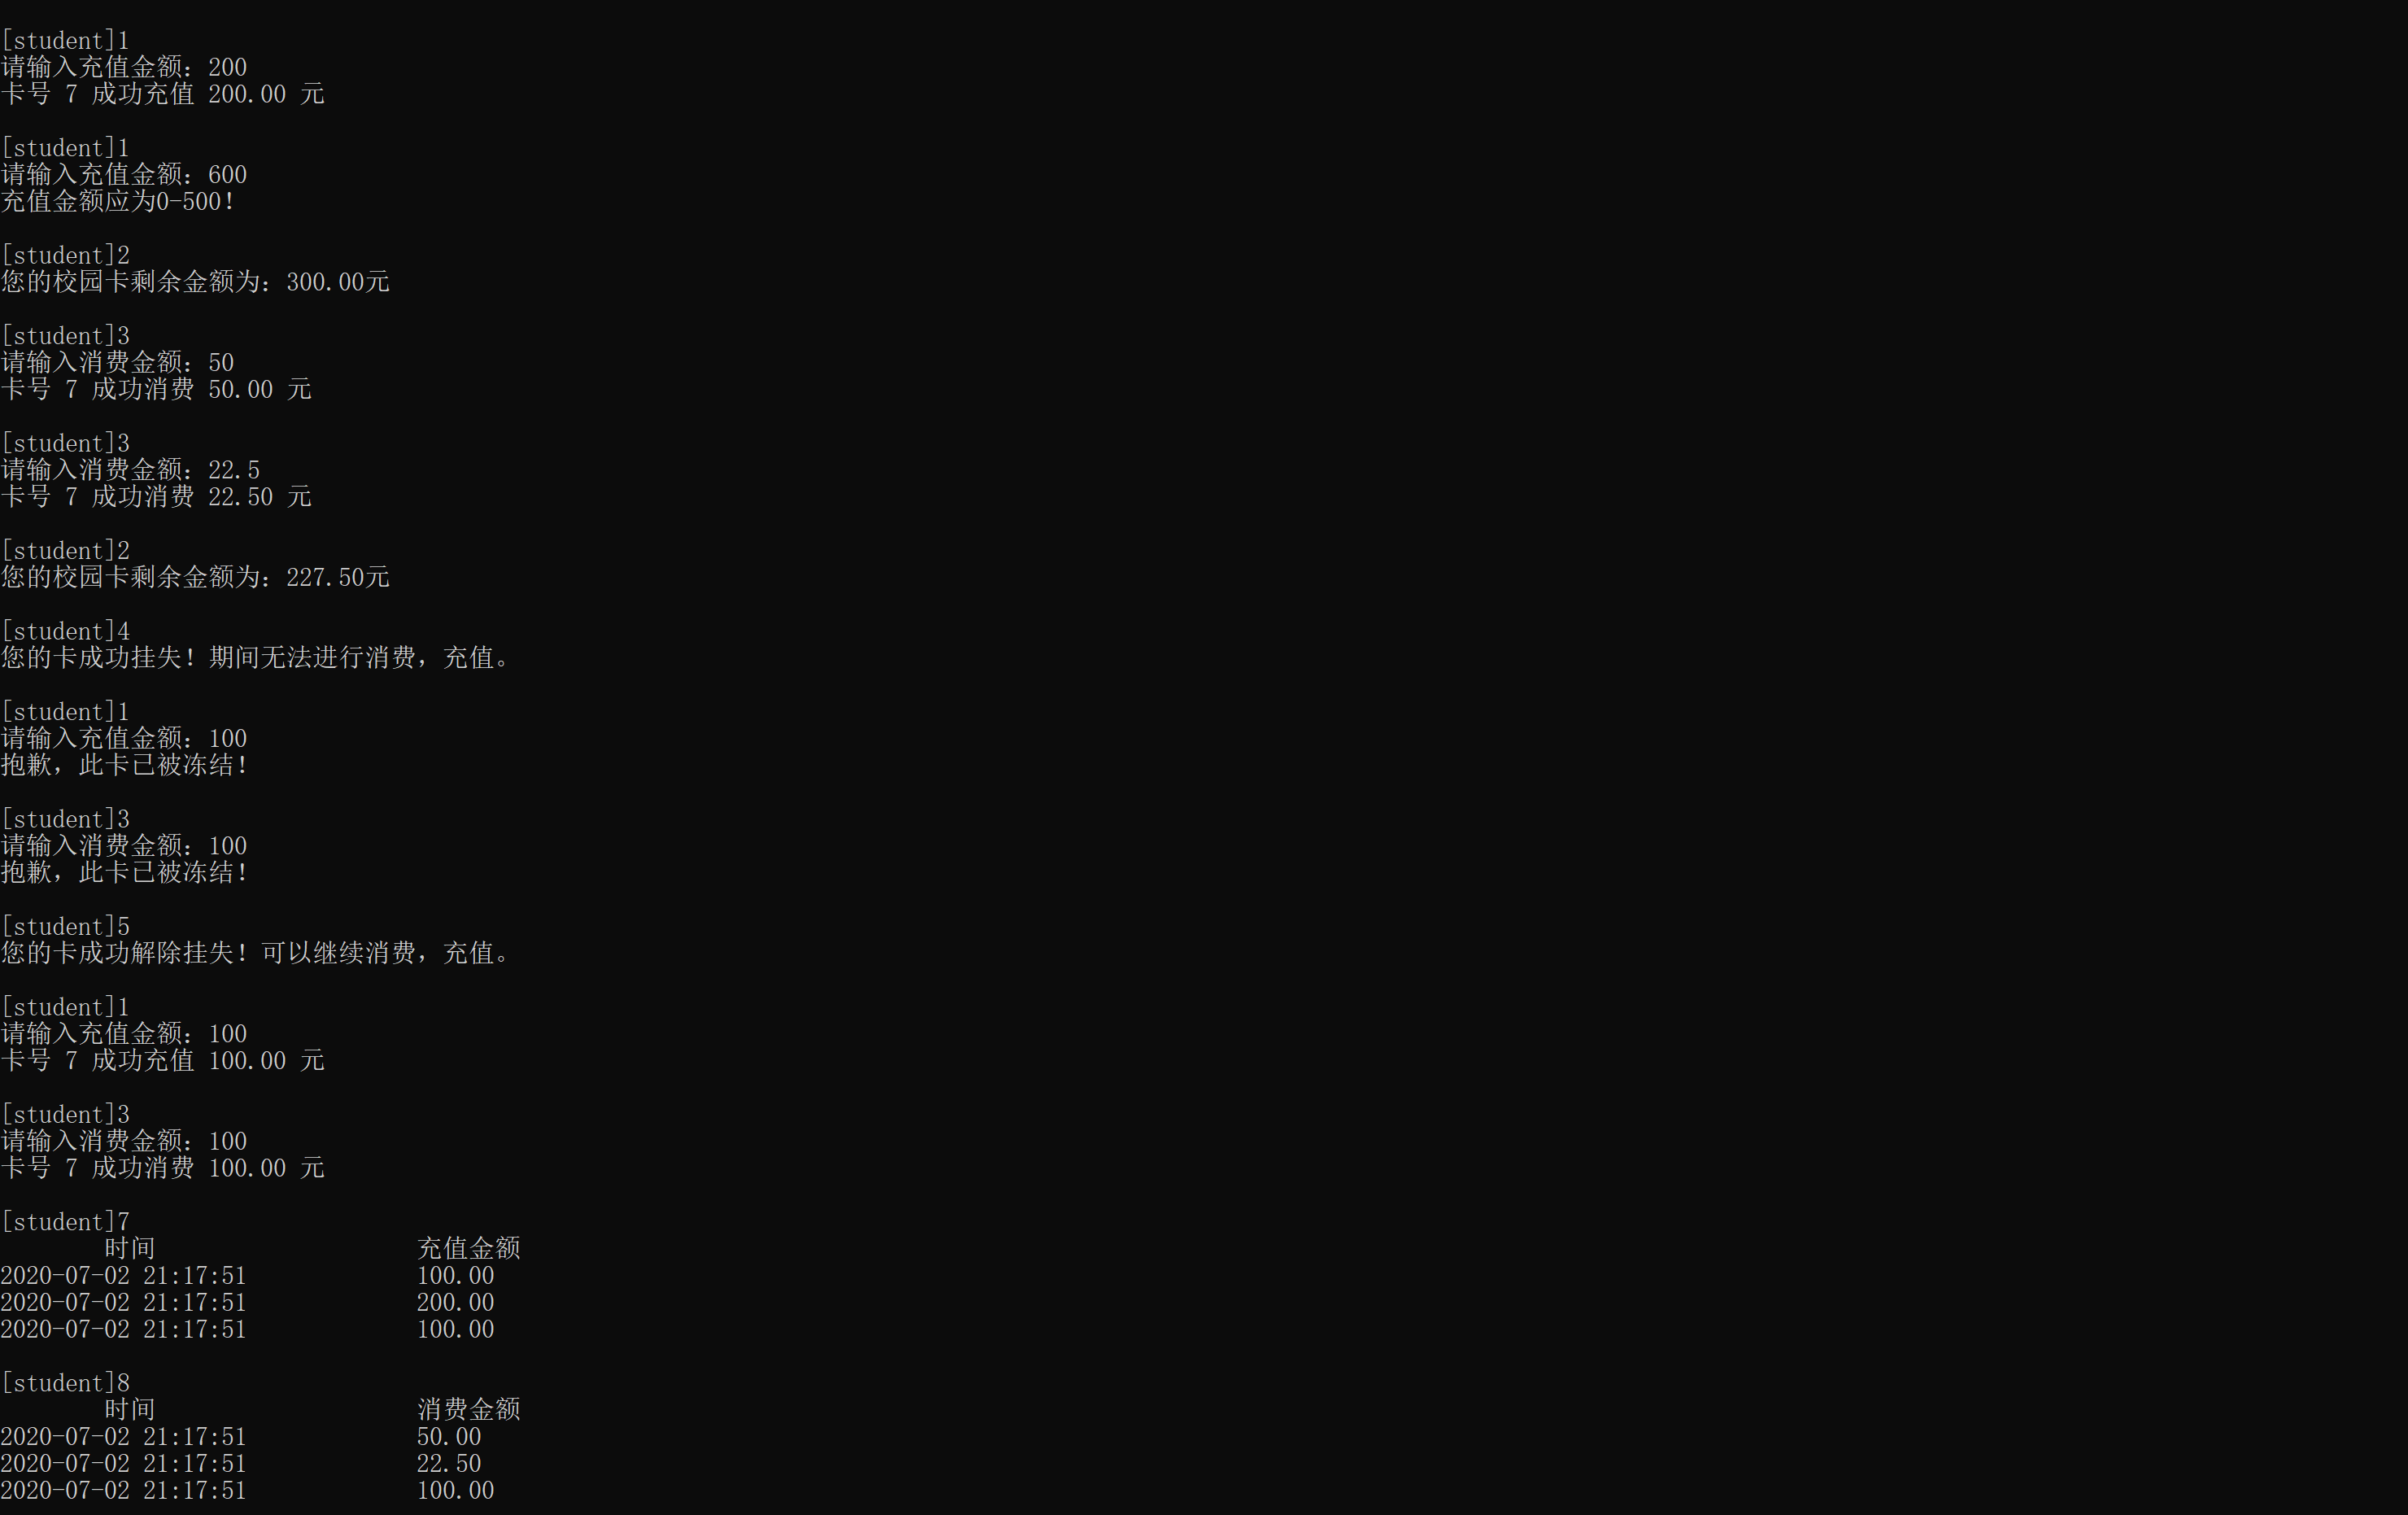 [student]1
请输入充值金额：200
卡号 7 成功充值 200.00 元
[student]1
请输入充值金额：600
充值金额应为0-500！
[student]2
您的校园卡剩余金额为：300.00元
[student]3
请输入消费金额：50
卡号 7 成功消费 50.00 元
[student]3
请输入消费金额：22.5
卡号 7 成功消费 22.50 元
[student]2
您的校园卡剩余金额为：227.50元
[student]4
您的卡成功挂失！期间无法进行消费，充值。
[student]1
请输入充值金额：100
抱歉，此卡已被冻结！
[student]3
请输入消费金额：100
抱歉，此卡已被冻结！
[student]5
您的卡成功解除挂失！可以继续消费，充值。
[student]1
请输入充值金额：100
卡号 7 成功充值 100.00 元
[student]3
请输入消费金额：100
卡号 7 成功消费 100.00 元
[student]7
时间 充值金额
2020-07-02 21:17:51 100.00
2020-07-02 21:17:51 200.00
2020-07-02 21:17:51 100.00
[student]8
时间 消费金额
2020-07-02 21:17:51 50.00
2020-07-02 21:17:51 22.50
2020-07-02 21:17:51 100.00